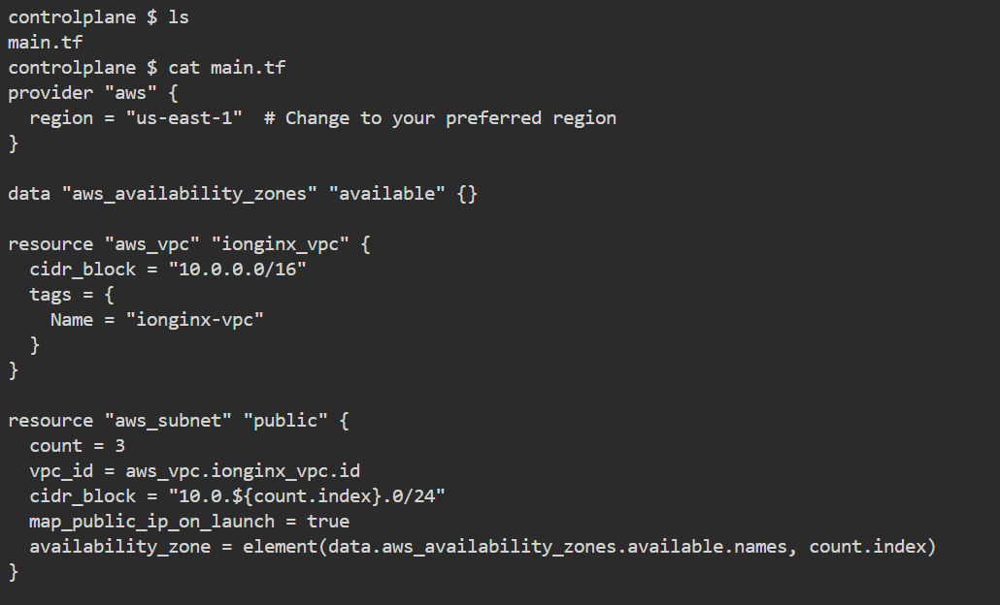 controlplane $ ls
main.tf
controlplane $ cat main.tf
provider "aws" {
  region = "us-east-1"  # Change to your preferred region
}

data "aws_availability_zones" "available" {}

resource "aws_vpc" "ionginx_vpc" {
  cidr_block = "10.0.0.0/16"
  tags = {
    Name = "ionginx-vpc"
  }
}

resource "aws_subnet" "public" {
  count = 3
  vpc_id = aws_vpc.ionginx_vpc.id
  cidr_block = "10.0.${count.index}.0/24"
  map_public_ip_on_launch = true
  availability_zone = element(data.aws_availability_zones.available.names, count.index)
}